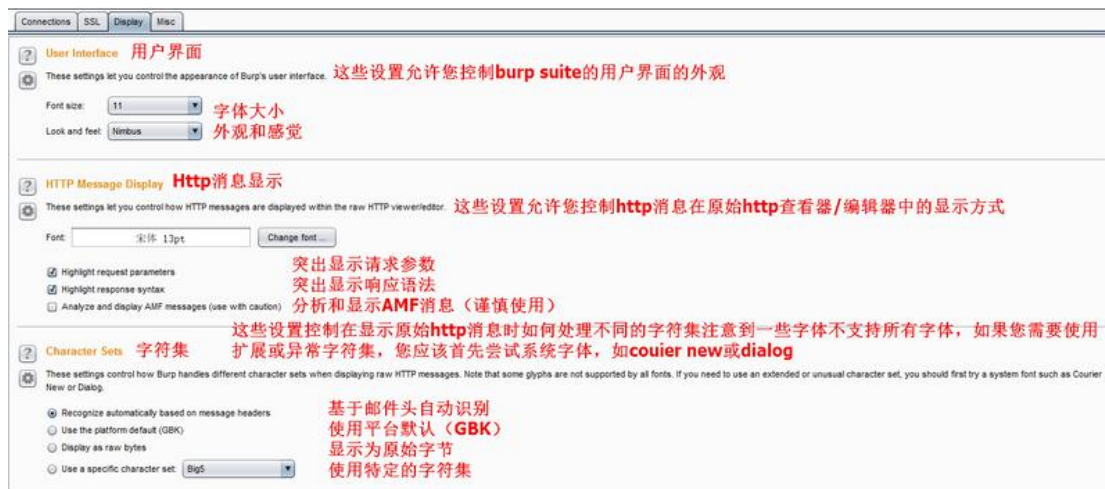 Connections SSL Display Misc
User Interface 用户界面
These settings let you control the appearance of Burp's user interface. 这些设置允许您控制burp suite的用户界面的外观
Font size: 11 字体大小
Look and feel: Nimbus 外观和感觉
HTTP Message Display Http消息显示
These settings let you control how HTTP messages are displayed within the raw HTTP viewer/editor. 这些设置允许您控制http消息在原始http查看器/编辑器中的显示方式
Font: 宋体 13pt Change font ...
Highlight request parameters 突出显示请求参数
Highlight response syntax 突出显示响应语法
Analyze and display AMF messages (use with caution) 分析和显示AMF消息（谨慎使用）
这些设置控制在显示原始http消息时如何处理不同的字符集注意到一些字体不支持所有字体，如果您需要使用
Character Sets 字符集 扩展或异常字符集，您应该首先尝试系统字体，如couier new或dialog
These settings control how Burp handles different character sets when displaying raw HTTP messages. Note that some glyphs are not supported by all fonts. If you need to use an extended or unusual character set, you should first try a system font such as Courier
New or Dialog.
Recognize automatically based on message headers 基于邮件头自动识别
Use the platform default (GBK) 使用平台默认（GBK）
Display as raw bytes 显示为原始字节
Use a specific character set: Big5 使用特定的字符集